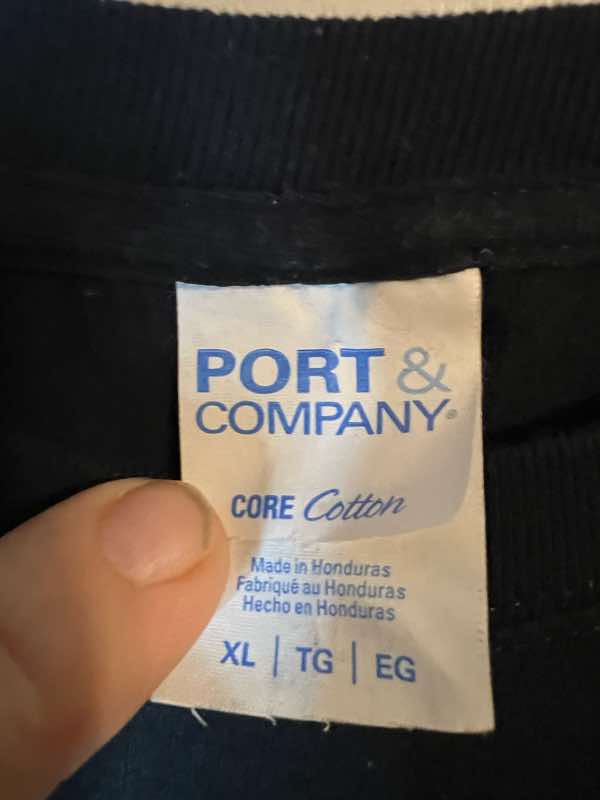 PORT &
COMPANY®
CORE Cotton
Made in Honduras
Fabriqué au Honduras
Hecho en Honduras
XL | TG | EG